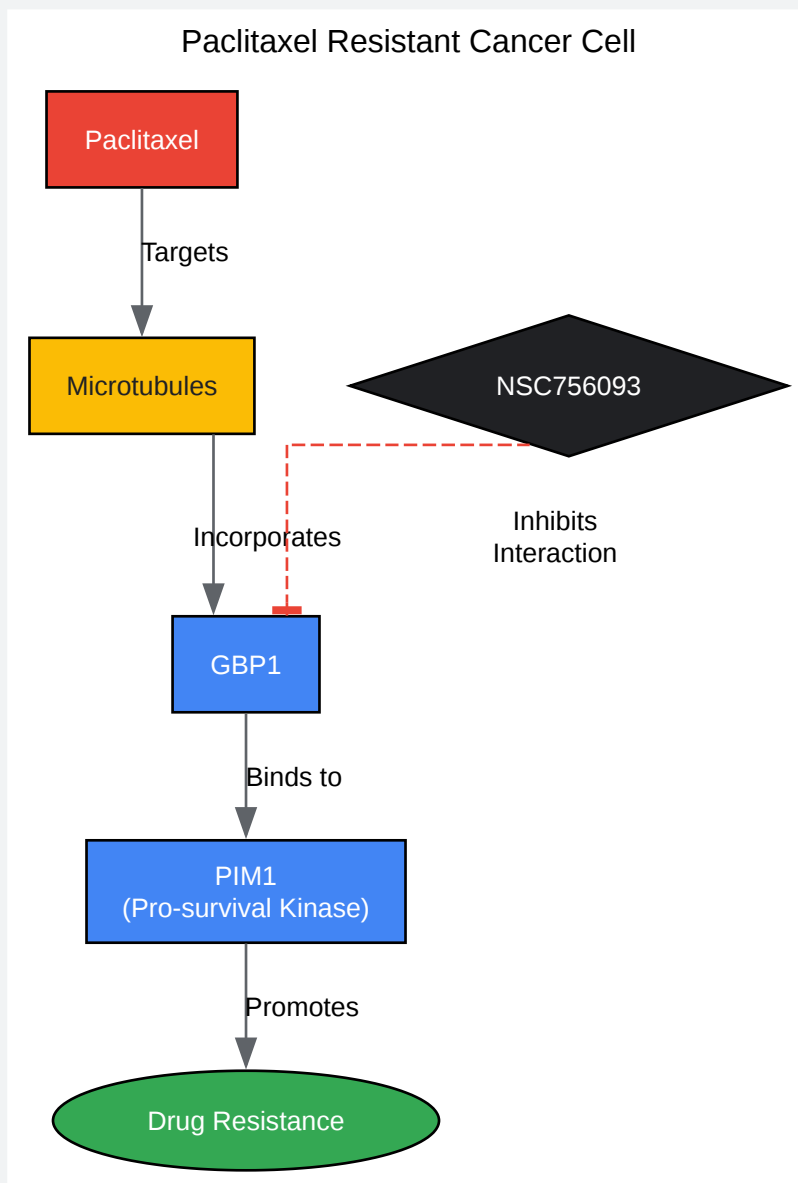 Paclitaxel Resistant Cancer Cell
Paclitaxel
Targets
Microtubules
NSC756093
Incorporates
Inhibits
Interaction
GBP1
Binds to
PIM1
(Pro-survival Kinase)
Promotes
Drug Resistance